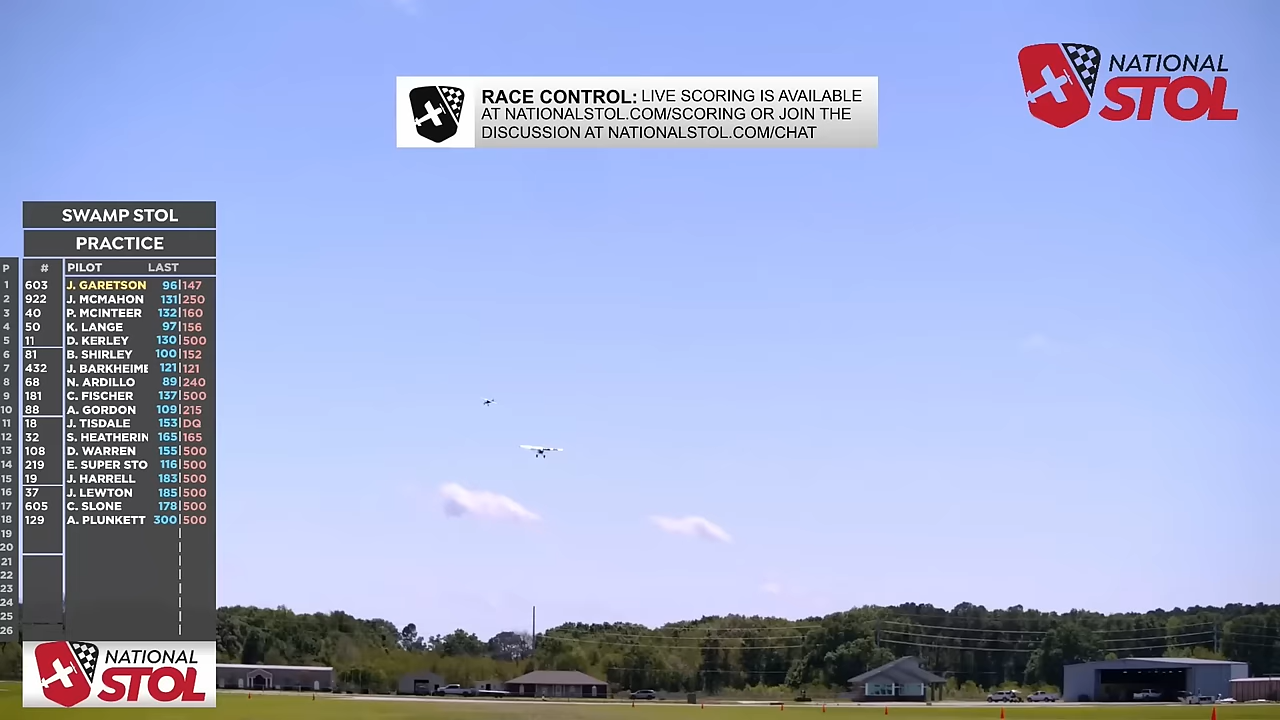 NATIONAL
STOL
RACE CONTROL: LIVE SCORING IS AVAILABLE
AT NATIONALSTOL.COM/SCORING OR JOIN THE
DISCUSSION AT NATIONALSTOL.COM/CHAT
SWAMP STOL
PRACTICE
P # PILOT LAST
1 603 J. GARETSON 96 147
2 922 J. MCMAHON 131 250
3 40 P. MCINTEER 132 160
4 50 K. LANGE 97 156
5 11 D. KERLEY 130 500
6 81 B. SHIRLEY 100 152
7 432 J. BARKHEIME 121 121
8 68 N. ARDILLO 89 240
9 181 C. FISCHER 137 500
10 88 A. GORDON 109 215
11 18 J. TISDALE 153 DQ
12 32 S. HEATHERIN 165 165
13 108 D. WARREN 155 500
14 219 E. SUPER STO 116 500
15 19 J. HARRELL 183 500
16 37 J. LEWTON 185 500
17 605 C. SLONE 178 500
18 129 A. PLUNKETT 300 500
19
20
21
22
23
24
25
26
NATIONAL
STOL